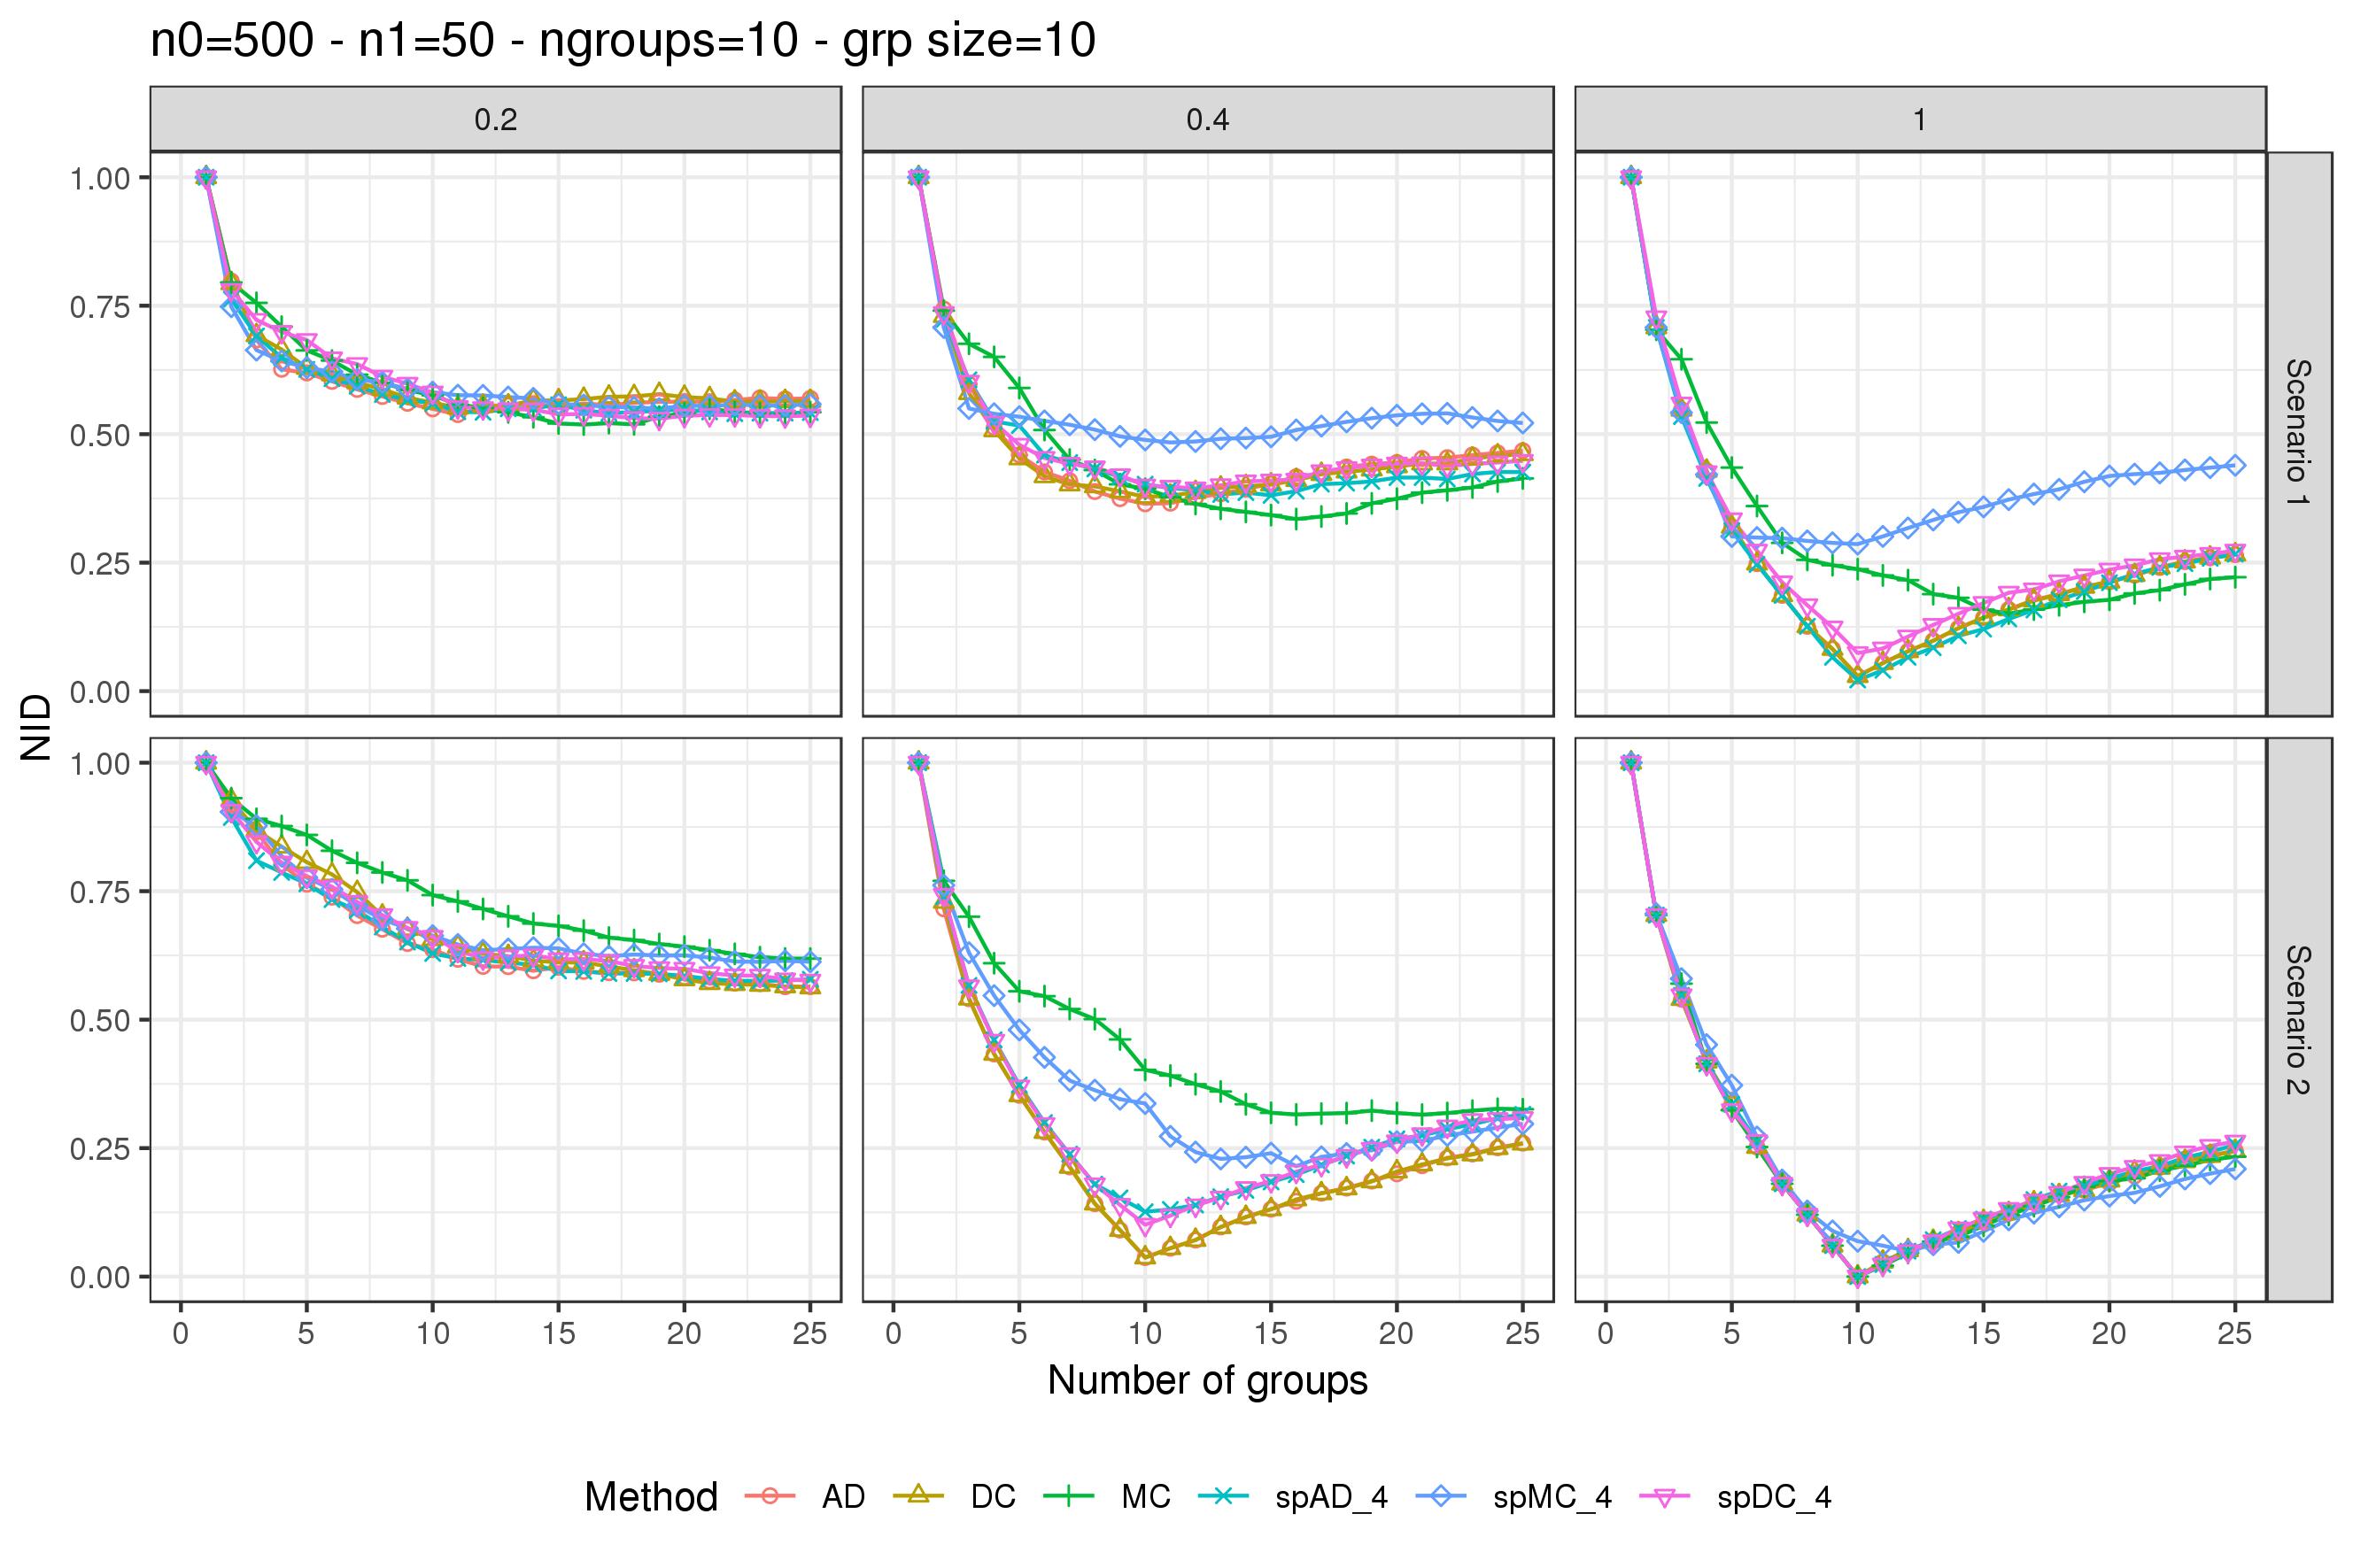 n0=500 - n1=50 - ngroups=10 - grp size=10
0.2
0.4
1
1.00
0.75
0.50
0.25
0.00
Scenario 1
NID
1.00
0.75
0.50
0.25
0.00
Scenario 2
0 5 10 15 20 25
0 5 10 15 20 25
0 5 10 15 20 25
Number of groups
Method AD DC MC spAD_4 spMC_4 spDC_4